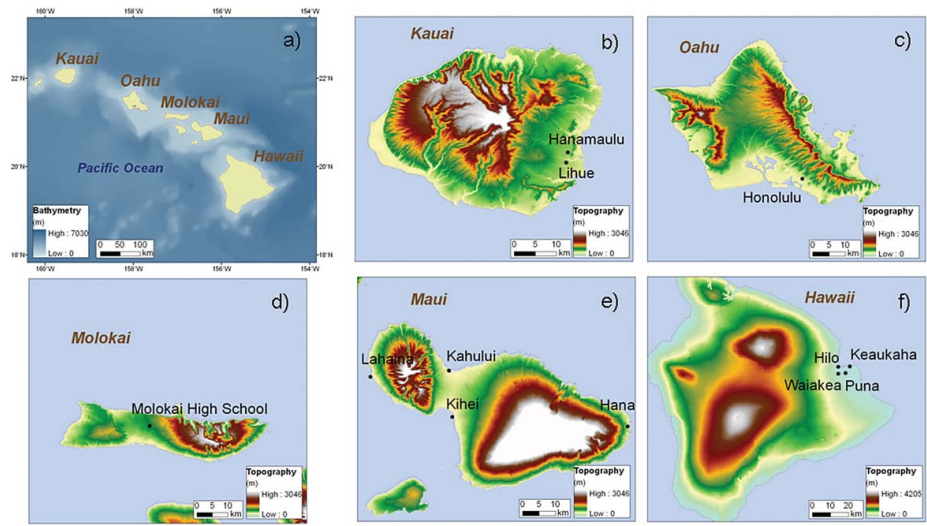 160°W 158°W 156°W 154°W
a)
Kauai
22°N 22°N
Oahu
Molokai
Maui
20°N 20°N
Pacific Ocean
Hawaii
Bathymetry
(m)
High : 7030
Low : 0
0 50 100
km
18°N 18°N
160°W 158°W 156°W 154°W
Kauai
b)
Hanamaulu
Lihue
0 5 10
km
Topography
(m)
High : 3046
Low : 0
Oahu
c)
Honolulu
0 5 10
km
Topography
(m)
High : 3046
Low : 0
d)
Molokai
Molokai High School
0 5 10
km
Topography
(m)
High : 3046
Low : 0
Maui
e)
Lahaina
Kahului
Kihei
Hana
0 5 10
km
Topography
(m)
High : 3046
Low : 0
Hawaii
f)
Hilo Keaukaha
Waiakea Puna
0 10 20
km
Topography
(m)
High : 4205
Low : 0